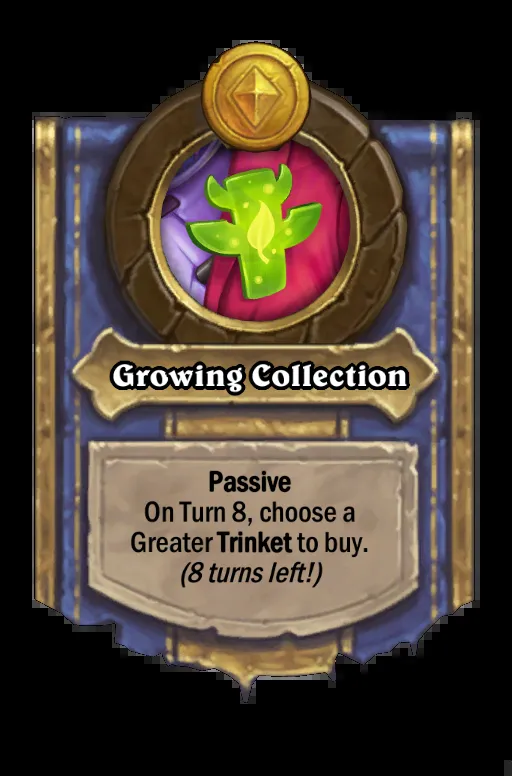 Growing Collection
Passive
On Turn 8, choose a
Greater Trinket to buy.
(8 turns left!)